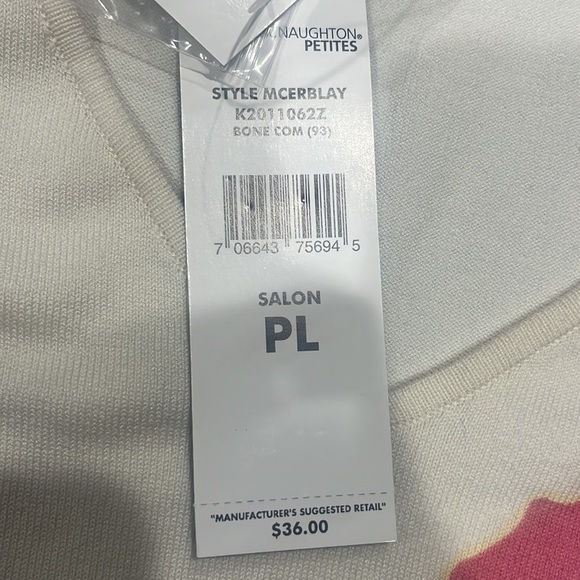 NAUGHTON®
PETITES
STYLE MCERBLAY
K2011062Z
BONE COM (93)
7 06643 75694 5
SALON
PL
"MANUFACTURER'S SUGGESTED RETAIL"
$36.00